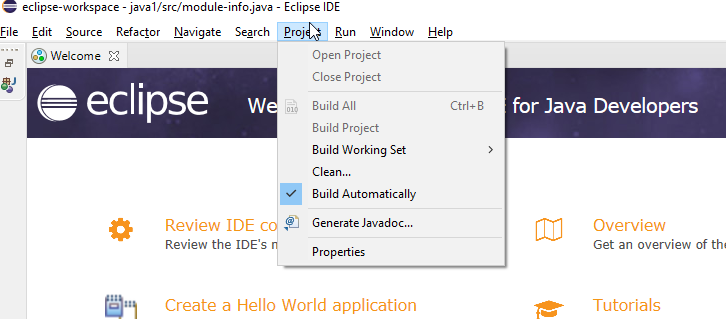 eclipse-workspace - java1/src/module-info.java - Eclipse IDE
File Edit Source Refactor Navigate Search Project Run Window Help
Welcome
Open Project
Close Project
Build All Ctrl+B
Build Project
Build Working Set
Clean...
Build Automatically
Generate Javadoc...
Properties
eclipse We for Java Developers
Review IDE co
Review the IDE's
Overview
Get an overview of the
Create a Hello World application
Tutorials